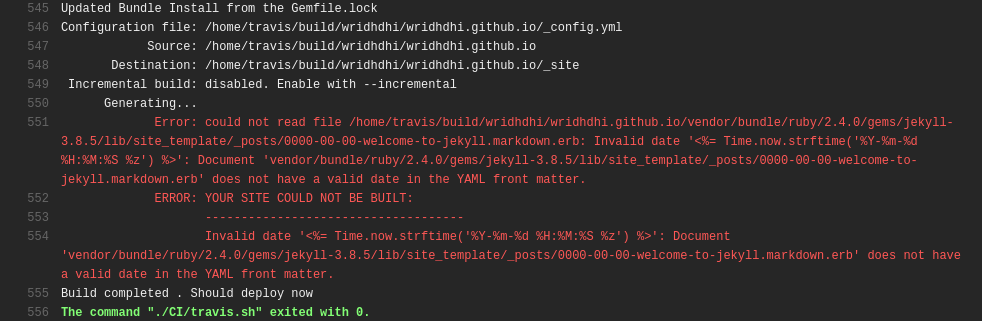 545 Updated Bundle Install from the Gemfile.lock
546 Configuration file: /home/travis/build/wridhdhi/wridhdhi.github.io/_config.yml
547 Source: /home/travis/build/wridhdhi/wridhdhi.github.io
548 Destination: /home/travis/build/wridhdhi/wridhdhi.github.io/_site
549 Incremental build: disabled. Enable with --incremental
550 Generating...
551 Error: could not read file /home/travis/build/wridhdhi/wridhdhi.github.io/vendor/bundle/ruby/2.4.0/gems/jekyll-
3.8.5/lib/site_template/_posts/0000-00-00-welcome-to-jekyll.markdown.erb: Invalid date '<%= Time.now.strftime('%Y-%m-%d
%H:%M:%S %z') %>': Document 'vendor/bundle/ruby/2.4.0/gems/jekyll-3.8.5/lib/site_template/_posts/0000-00-00-welcome-to-
jekyll.markdown.erb' does not have a valid date in the YAML front matter.
552 ERROR: YOUR SITE COULD NOT BE BUILT:
553 ------------------------------------
554 Invalid date '<%= Time.now.strftime('%Y-%m-%d %H:%M:%S %z') %>': Document
'vendor/bundle/ruby/2.4.0/gems/jekyll-3.8.5/lib/site_template/_posts/0000-00-00-welcome-to-jekyll.markdown.erb' does not have
a valid date in the YAML front matter.
555 Build completed . Should deploy now
556 The command "./CI/travis.sh" exited with 0.